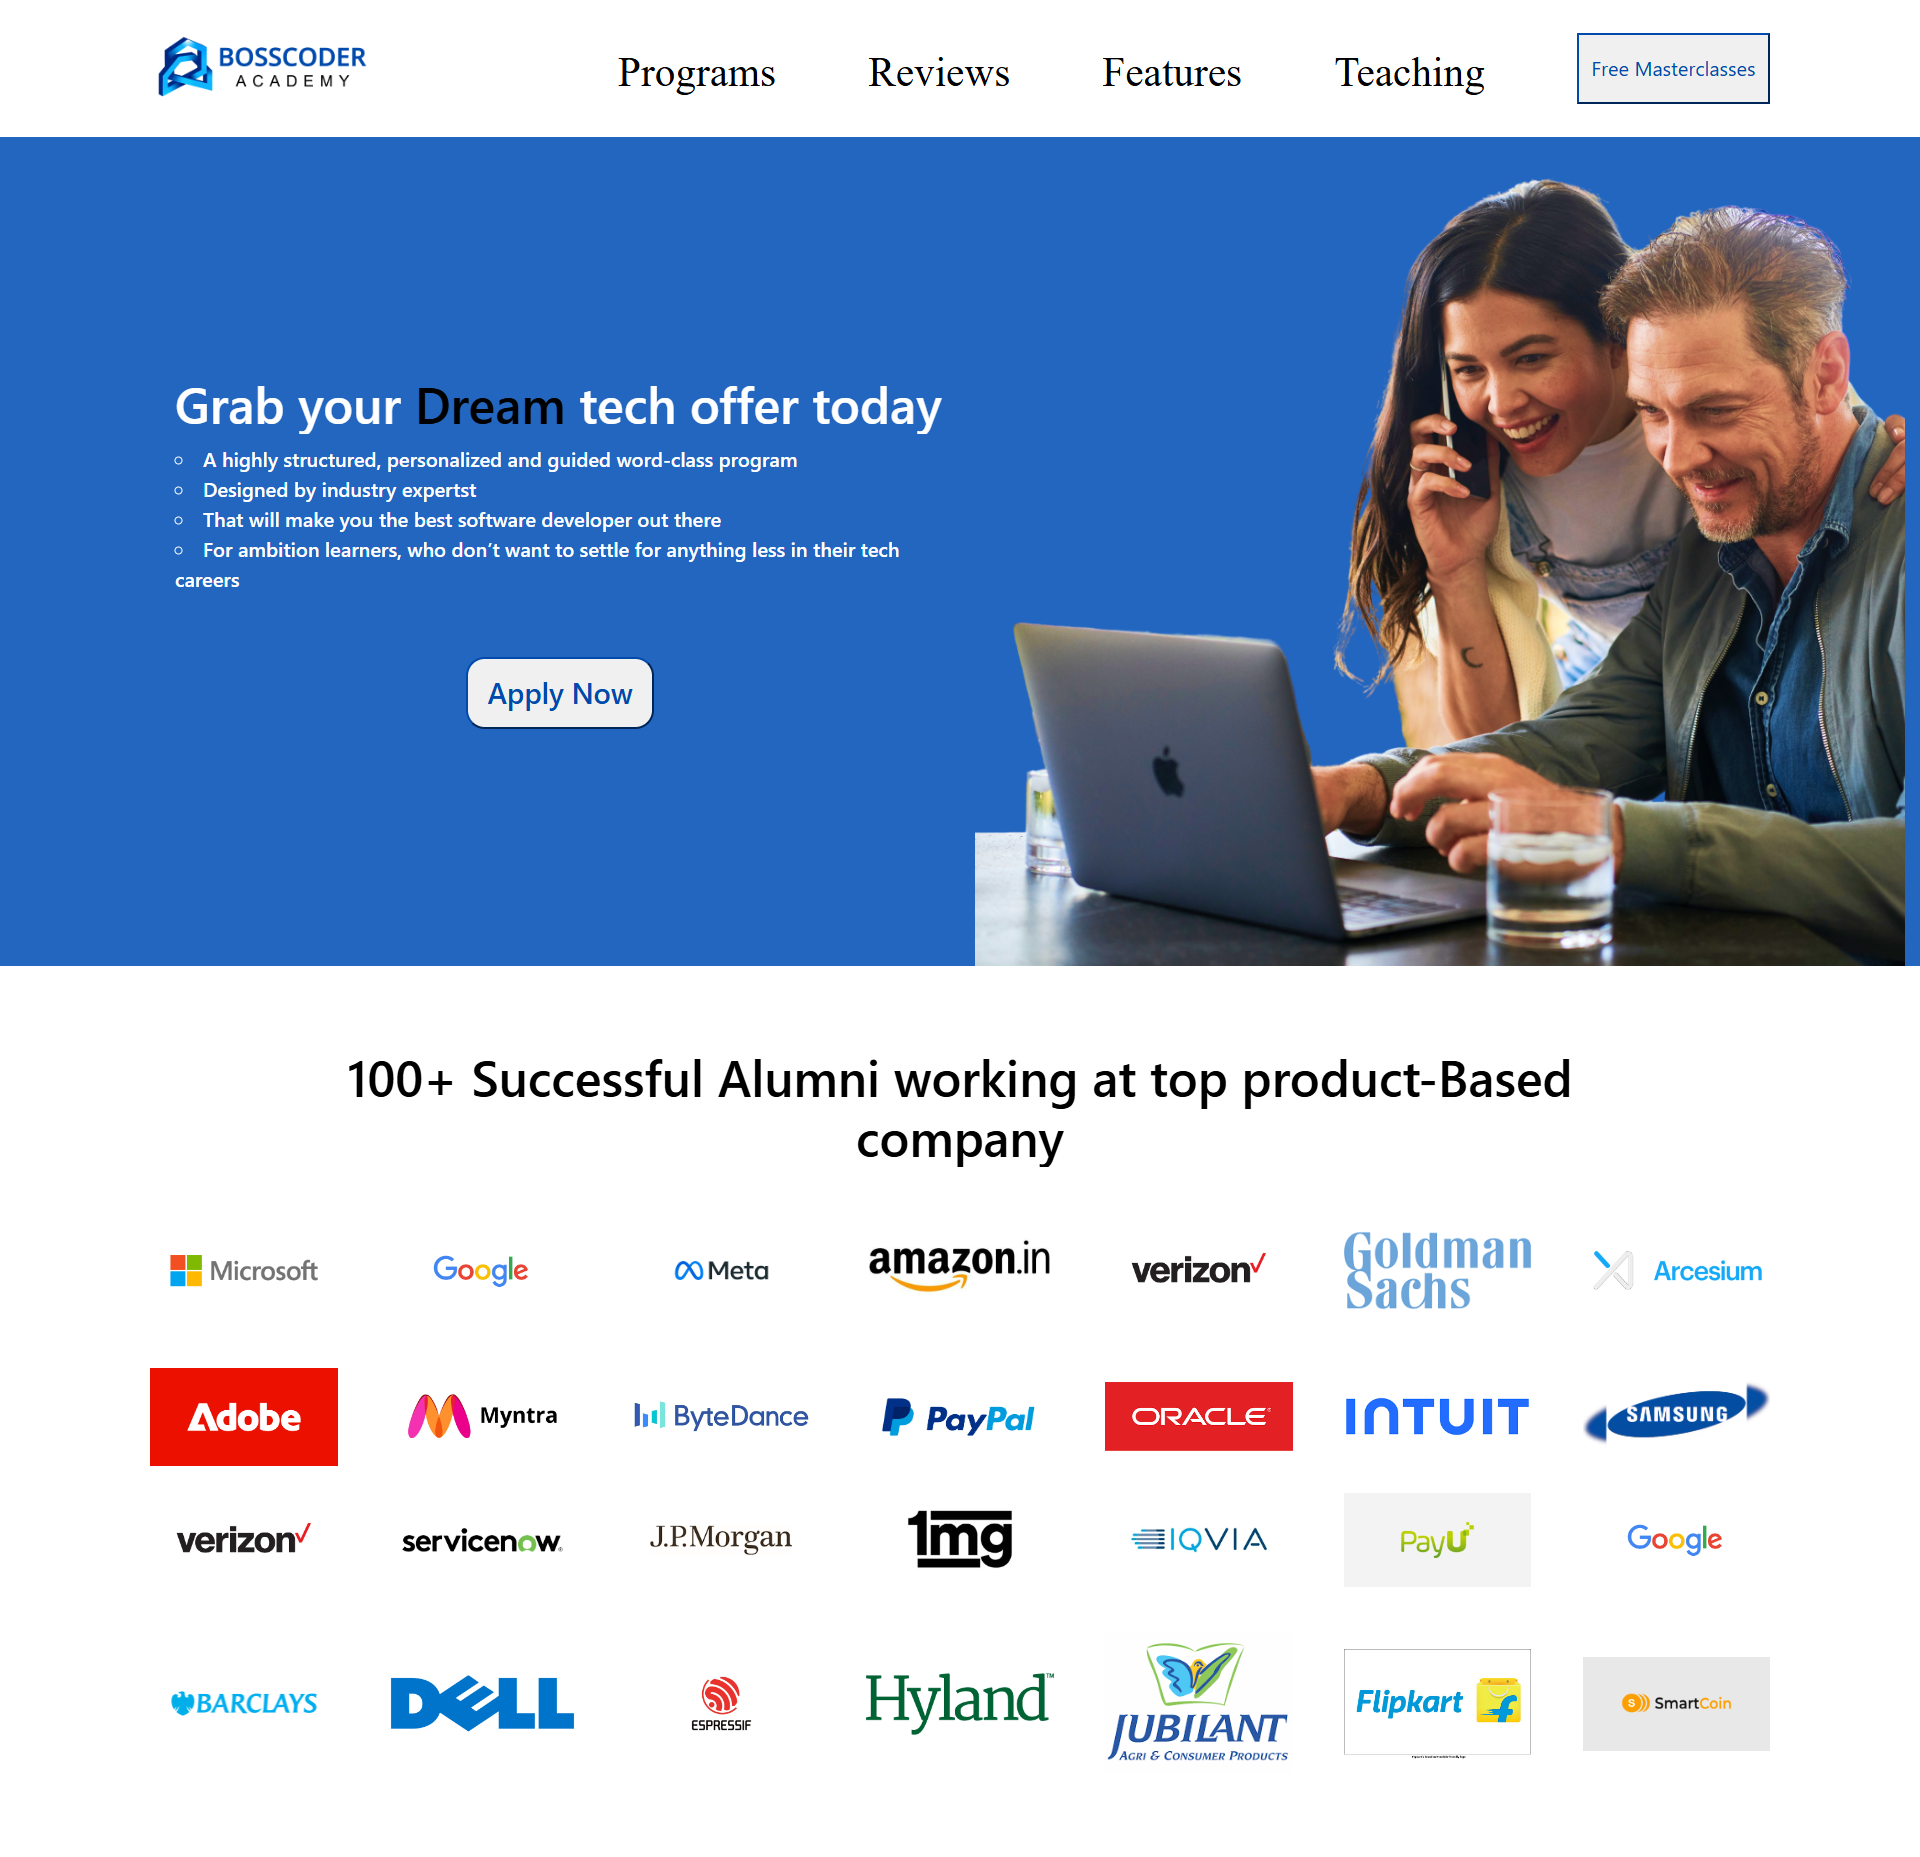 BOSSCODER
ACADEMY
Programs
Reviews
Features
Teaching
Free Masterclasses
Grab your Dream tech offer today
A highly structured, personalized and guided word-class program
Designed by industry expertst
That will make you the best software developer out there
For ambition learners, who don’t want to settle for anything less in their tech
careers
Apply Now
100+ Successful Alumni working at top product-Based
company
Microsoft
Google
Meta
amazon.in
verizon
Goldman
Sachs
Arcesium
Adobe
Myntra
ByteDance
PayPal
ORACLE
INTUIT
SAMSUNG
verizon
servicenow
J.P.Morgan
1mg
IQVIA
PayU
Google
BARCLAYS
DELL
ESPRESSIF
Hyland™
JUBILANT
AGRI & CONSUMER PRODUCTS
Flipkart
SmartCoin